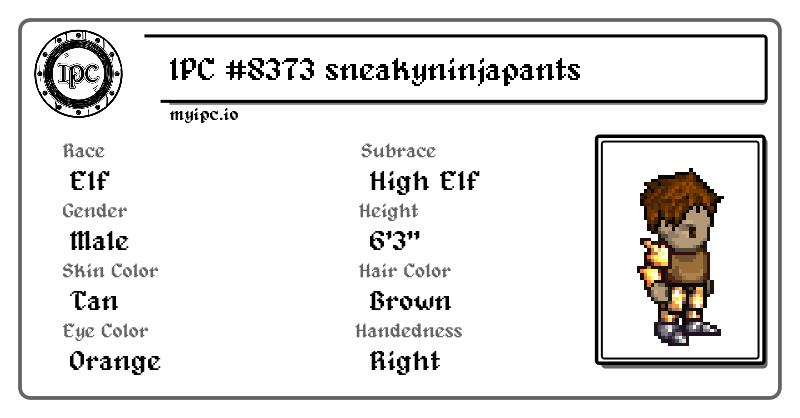 IPC
IPC #8373 sneakyninjapants
myipc.io
Race
Elf
Subrace
High Elf
Gender
Male
Height
6'3"
Skin Color
Tan
Hair Color
Brown
Eye Color
Orange
Handedness
Right